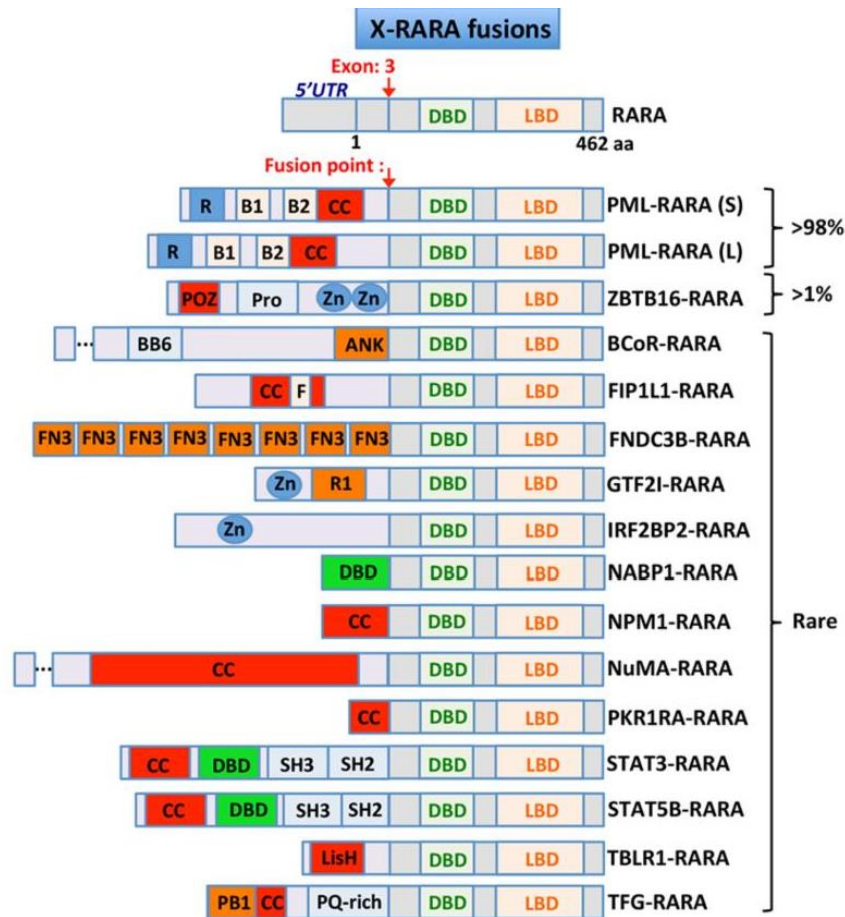 X-RARA fusions
Exon: 3
5'UTR
DBD LBD RARA
1 462 aa
Fusion point :
R B1 B2 CC DBD LBD PML-RARA (S)
>98%
R B1 B2 CC DBD LBD PML-RARA (L)
POZ Pro Zn Zn DBD LBD ZBTB16-RARA >1%
... BB6 ANK DBD LBD BCoR-RARA
CC F DBD LBD FIP1L1-RARA
FN3 FN3 FN3 FN3 FN3 FN3 FN3 FN3 DBD LBD FNDC3B-RARA
Zn R1 DBD LBD GTF2I-RARA
Zn DBD LBD IRF2BP2-RARA
DBD DBD LBD NABP1-RARA
CC DBD LBD NPM1-RARA Rare
... CC DBD LBD NuMA-RARA
CC DBD LBD PKR1RA-RARA
CC DBD SH3 SH2 DBD LBD STAT3-RARA
CC DBD SH3 SH2 DBD LBD STAT5B-RARA
LisH DBD LBD TBLR1-RARA
PB1 CC PQ-rich DBD LBD TFG-RARA